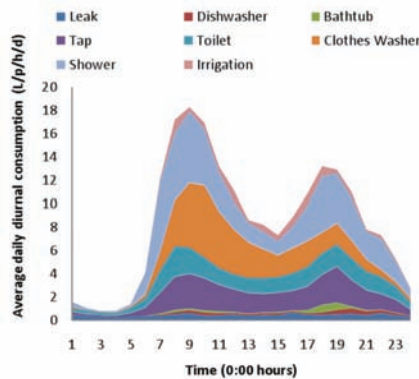 Leak Dishwasher Bathtub
Tap Toilet Clothes Washer
Shower Irrigation
Average daily diurnal consumption (L/p/h/d)
20
18
16
14
12
10
8
6
4
2
0
1 3 5 7 9 11 13 15 17 19 21 23
Time (0:00 hours)